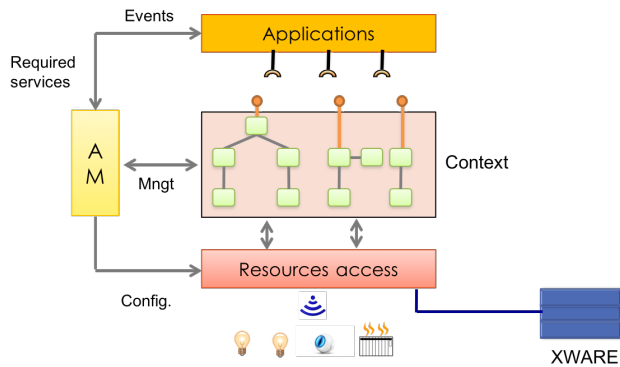 Events
Applications
Required
services
A
M
Mngt
Context
Resources access
Config.
XWARE